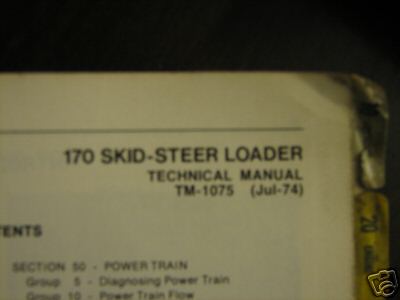 170 SKID-STEER LOADER
TECHNICAL MANUAL
TM-1075 (Jul-74)
ENTS
SECTION 50 - POWER TRAIN
Group 5 - Diagnosing Power Train
Group 10 - Power Train Flow
20